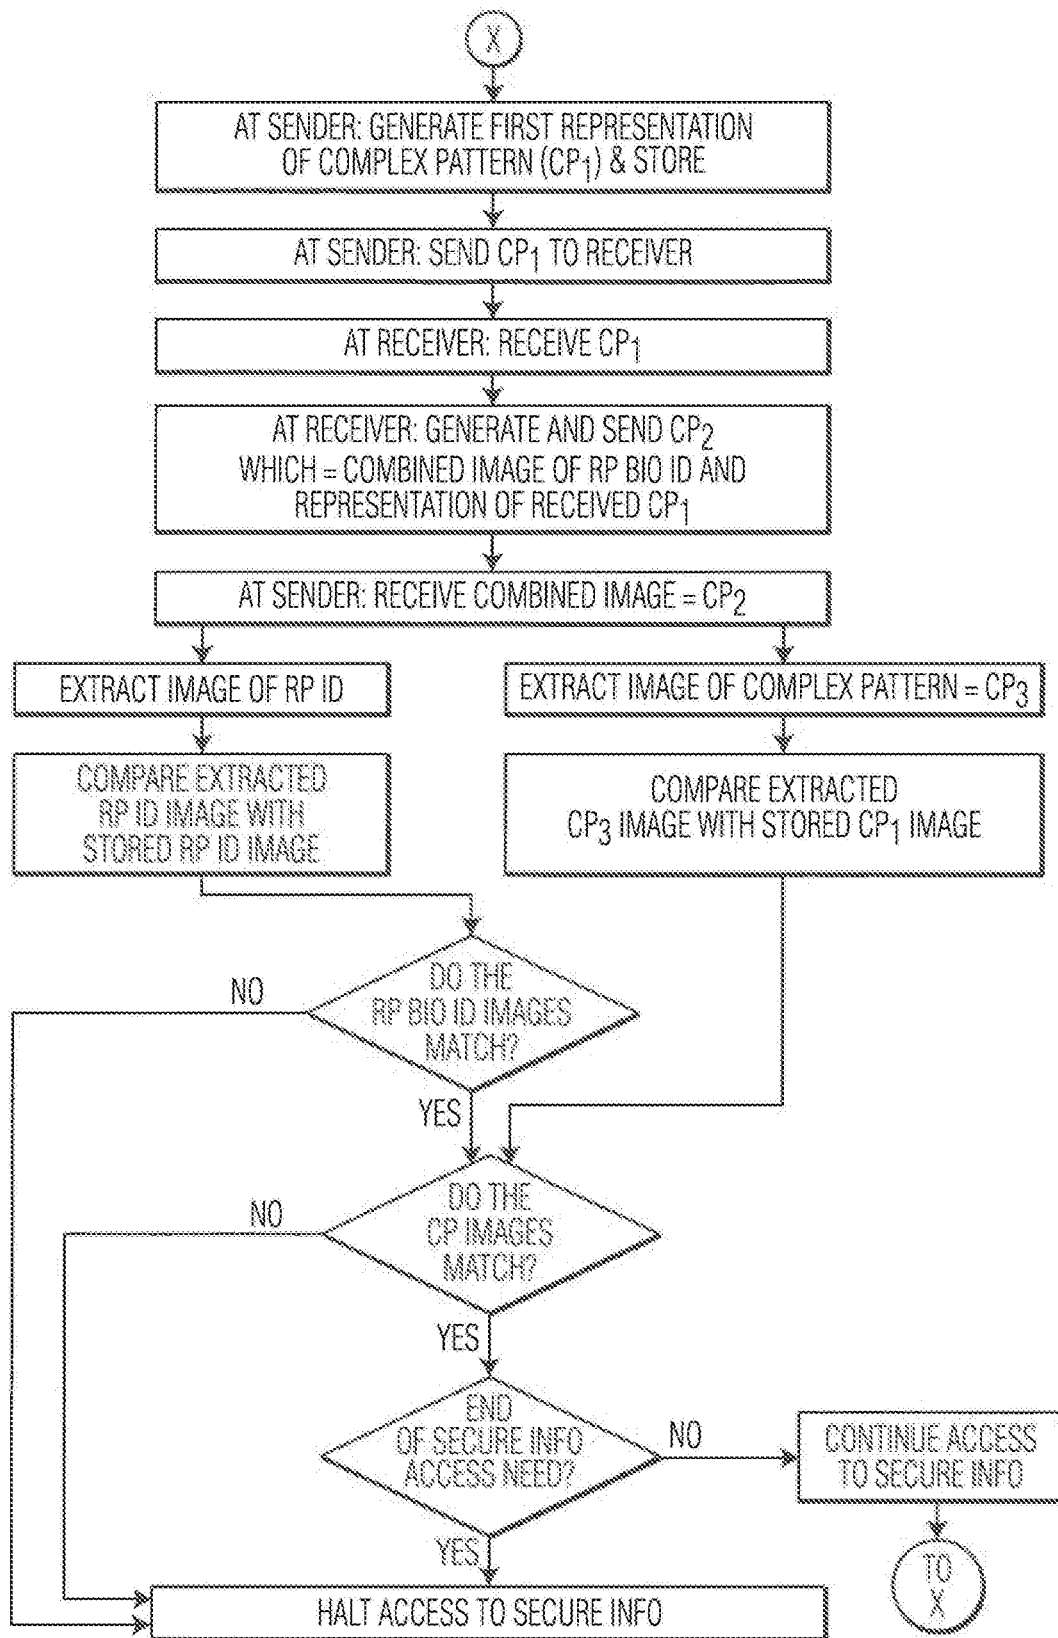 X
AT SENDER: GENERATE FIRST REPRESENTATION
OF COMPLEX PATTERN (CP1) & STORE
AT SENDER: SEND CP1 TO RECEIVER
AT RECEIVER: RECEIVE CP1
AT RECEIVER: GENERATE AND SEND CP2
WHICH = COMBINED IMAGE OF RP BIO ID AND
REPRESENTATION OF RECEIVED CP1
AT SENDER: RECEIVE COMBINED IMAGE = CP2
EXTRACT IMAGE OF RP ID
EXTRACT IMAGE OF COMPLEX PATTERN = CP3
COMPARE EXTRACTED
RP ID IMAGE WITH
STORED RP ID IMAGE
COMPARE EXTRACTED
CP3 IMAGE WITH STORED CP1 IMAGE
DO THE
RP BIO ID IMAGES
MATCH?
NO
YES
DO THE
CP IMAGES
MATCH?
NO
YES
END
OF SECURE INFO
ACCESS NEED?
NO
CONTINUE ACCESS
TO SECURE INFO
YES
TO
X
HALT ACCESS TO SECURE INFO